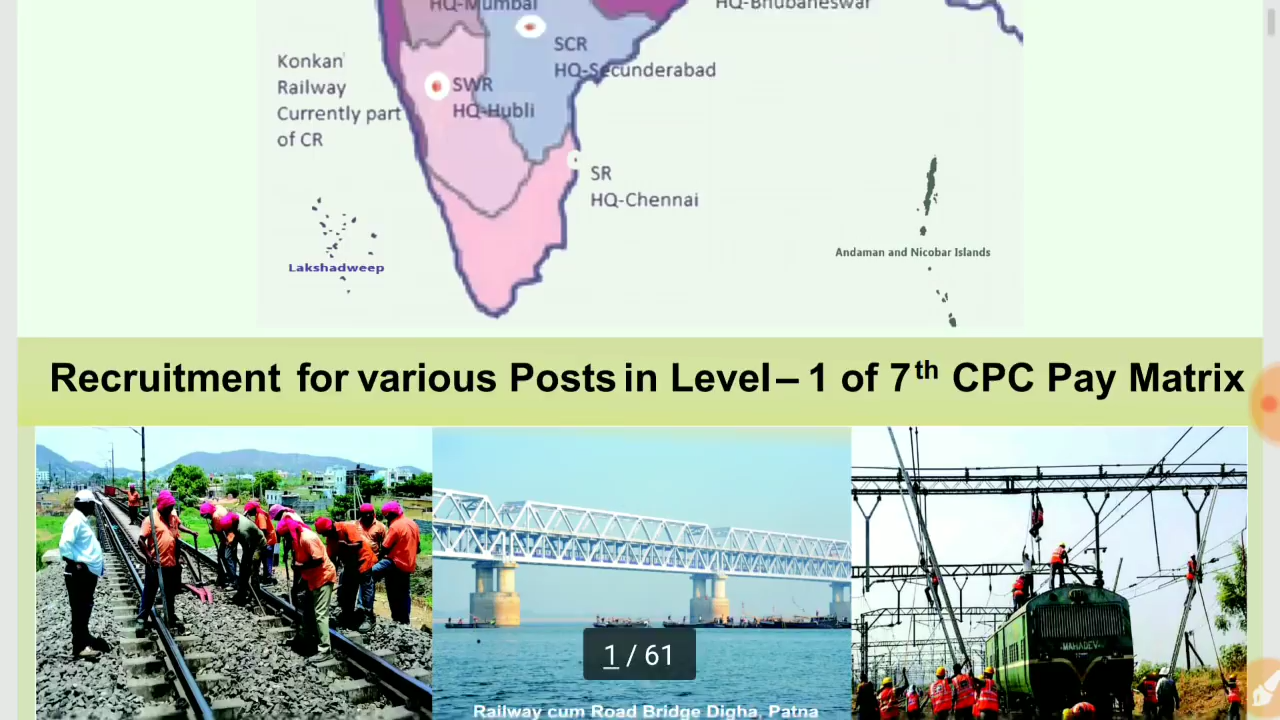 HQ-Mumbai
HQ-Bhubaneswar
SCR
HQ-Secunderabad
Konkan
Railway
Currently part
of CR
SWR
HQ-Hubli
SR
HQ-Chennai
Lakshadweep
Andaman and Nicobar Islands
Recruitment for various Posts in Level – 1 of 7th CPC Pay Matrix
MAHADEV
1 / 61
Railway cum Road Bridge Digha, Patna